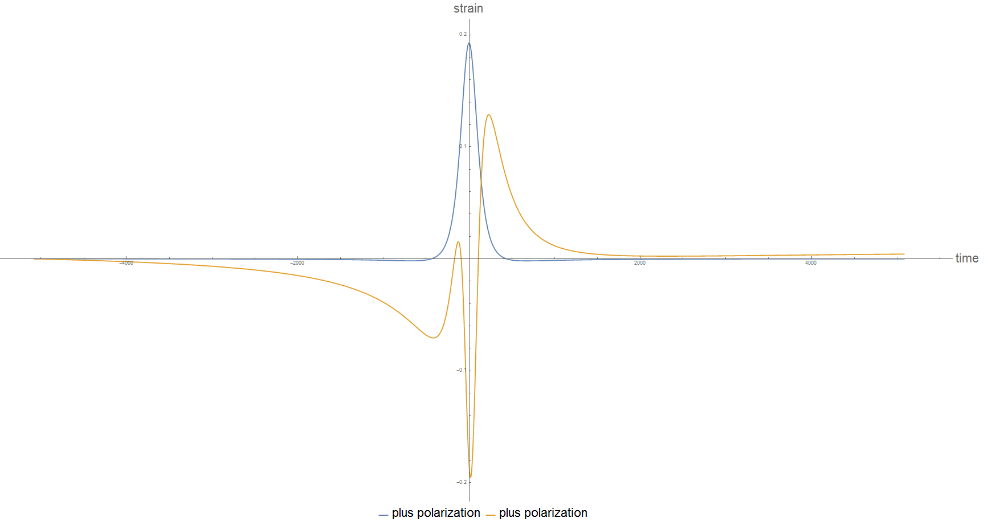 strain
0.2
0.1
-4000 -2000 2000 4000 time
-0.1
-0.2
plus polarization plus polarization